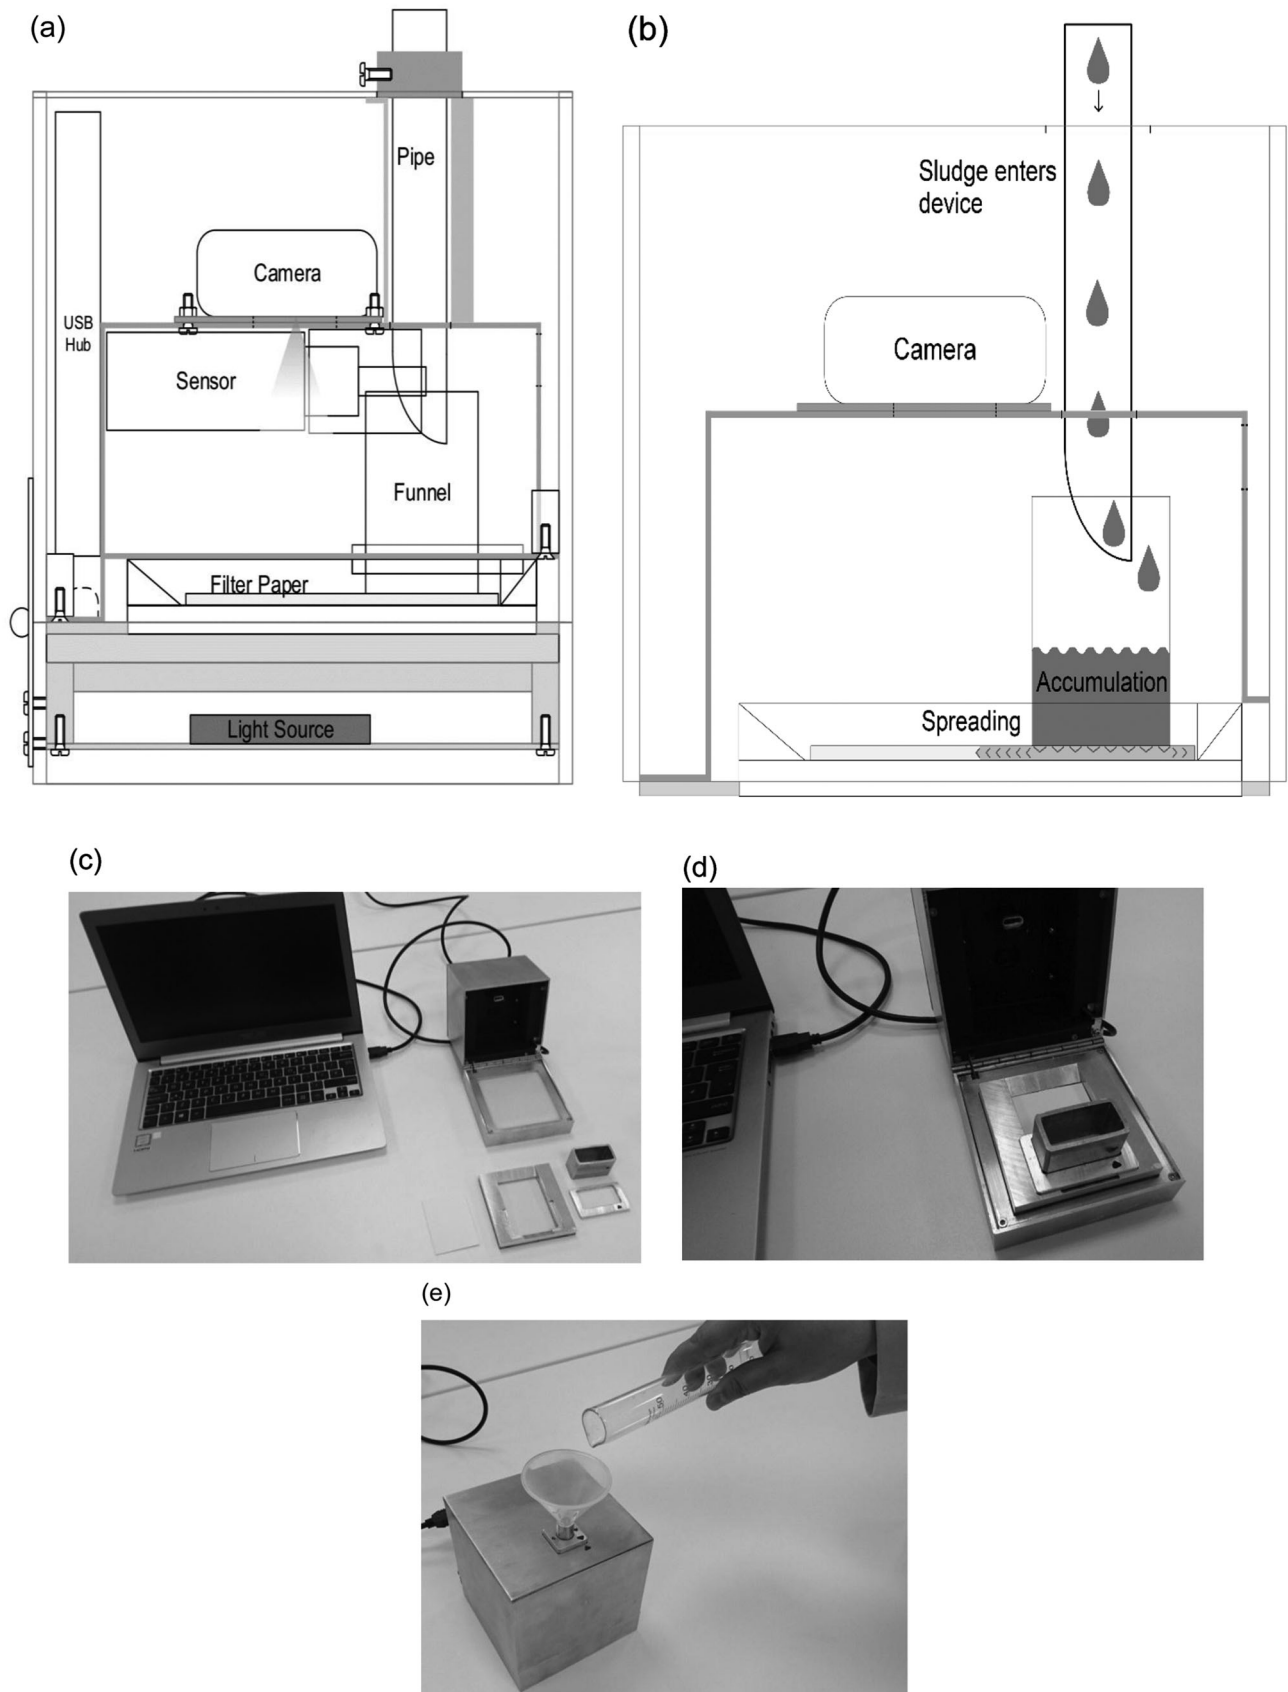 (a)
Pipe
Camera
USB
Hub
Sensor
Funnel
Filter Paper
Light Source
(b)
Sludge enters
device
Camera
Accumulation
Spreading
(c)
(d)
(e)